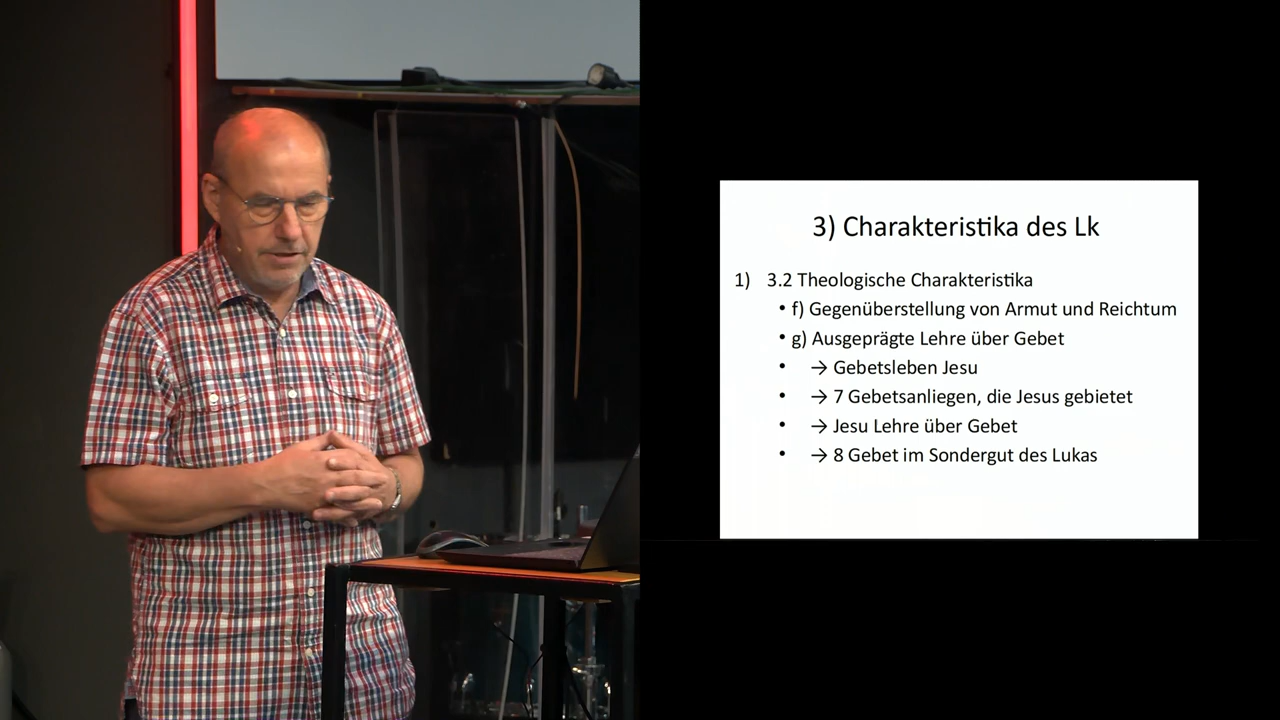 3) Charakteristika des Lk
1) 3.2 Theologische Charakteristika
• f) Gegenüberstellung von Armut und Reichtum
• g) Ausgeprägte Lehre über Gebet
• → Gebetsleben Jesu
• → 7 Gebetsanliegen, die Jesus gebietet
• → Jesu Lehre über Gebet
• → 8 Gebet im Sondergut des Lukas